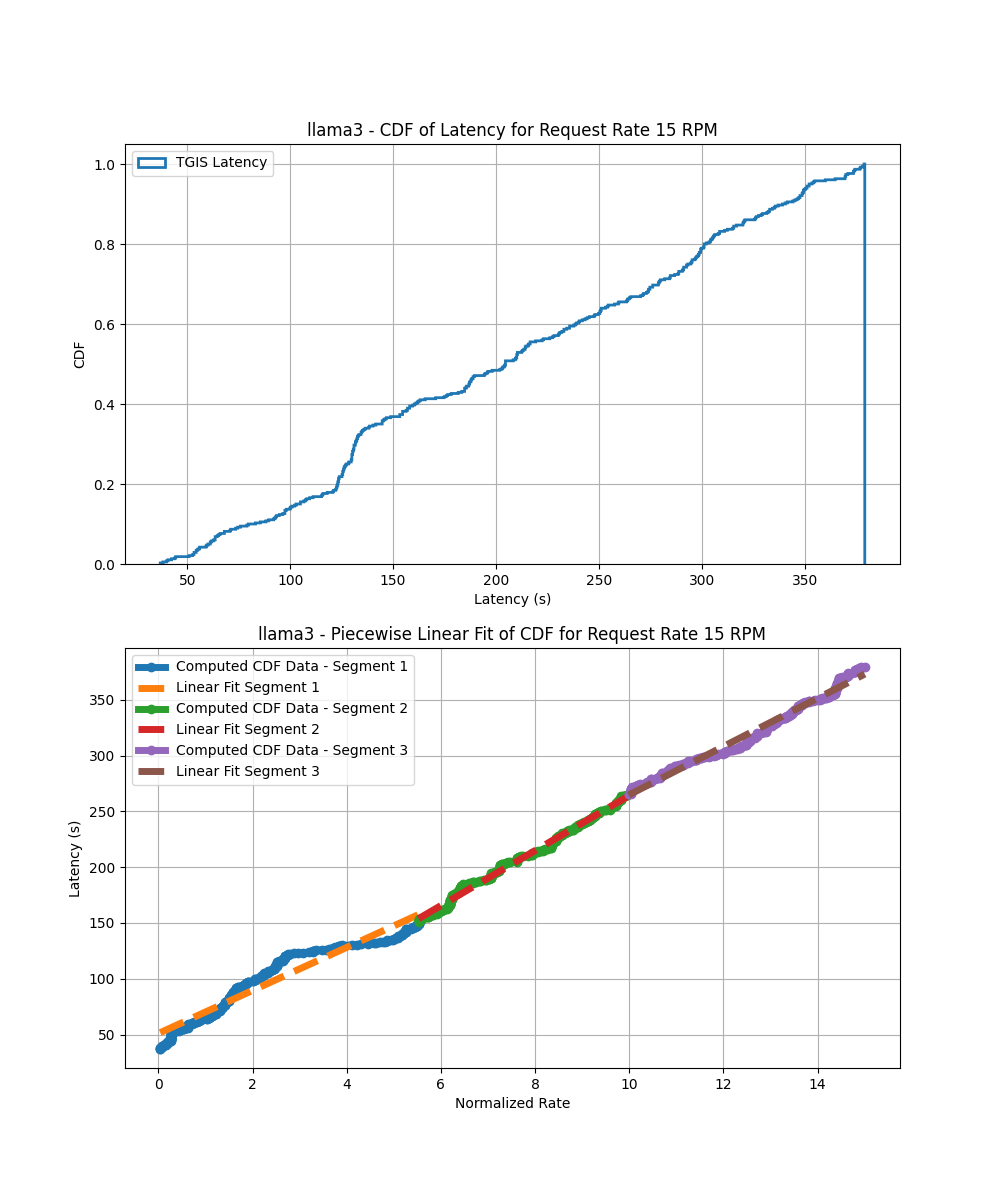 llama3 - CDF of Latency for Request Rate 15 RPM
TGIS Latency
1.0
0.8
0.6
0.4
0.2
0.0
CDF
50 100 150 200 250 300 350
Latency (s)
llama3 - Piecewise Linear Fit of CDF for Request Rate 15 RPM
Computed CDF Data - Segment 1
Linear Fit Segment 1
Computed CDF Data - Segment 2
Linear Fit Segment 2
Computed CDF Data - Segment 3
Linear Fit Segment 3
350
300
250
200
150
100
50
Latency (s)
0 2 4 6 8 10 12 14
Normalized Rate